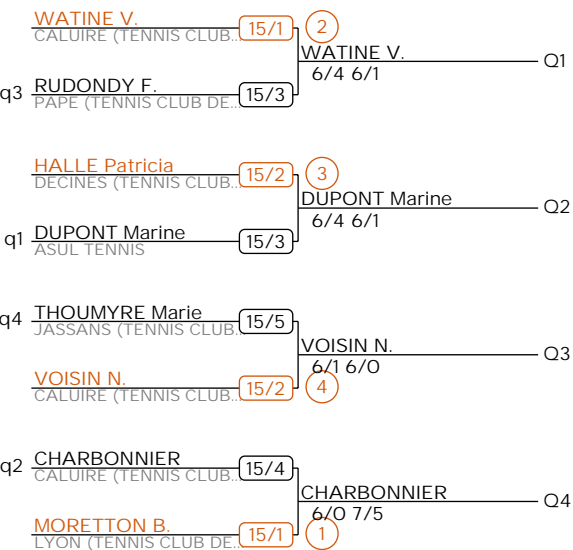 WATINE V.
CALUIRE (TENNIS CLUB...
15/1
2
WATINE V.
6/4 6/1
Q1
q3
RUDONDY F.
PAPE (TENNIS CLUB DE...
15/3
HALLE Patricia
DECINES (TENNIS CLUB...
15/2
3
DUPONT Marine
6/4 6/1
Q2
q1
DUPONT Marine
ASUL TENNIS
15/3
q4
THOUMYRE Marie
JASSANS (TENNIS CLUB...
15/5
VOISIN N.
6/1 6/0
Q3
VOISIN N.
CALUIRE (TENNIS CLUB...
15/2
4
q2
CHARBONNIER
CALUIRE (TENNIS CLUB...
15/4
CHARBONNIER
6/0 7/5
Q4
MORETTON B.
LYON (TENNIS CLUB DE...
15/1
1